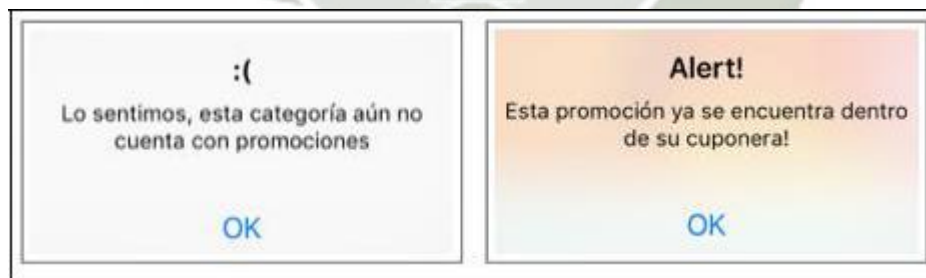 :(
Lo sentimos, esta categoría aún no
cuenta con promociones
OK
Alert!
Esta promoción ya se encuentra dentro
de su cuponera!
OK